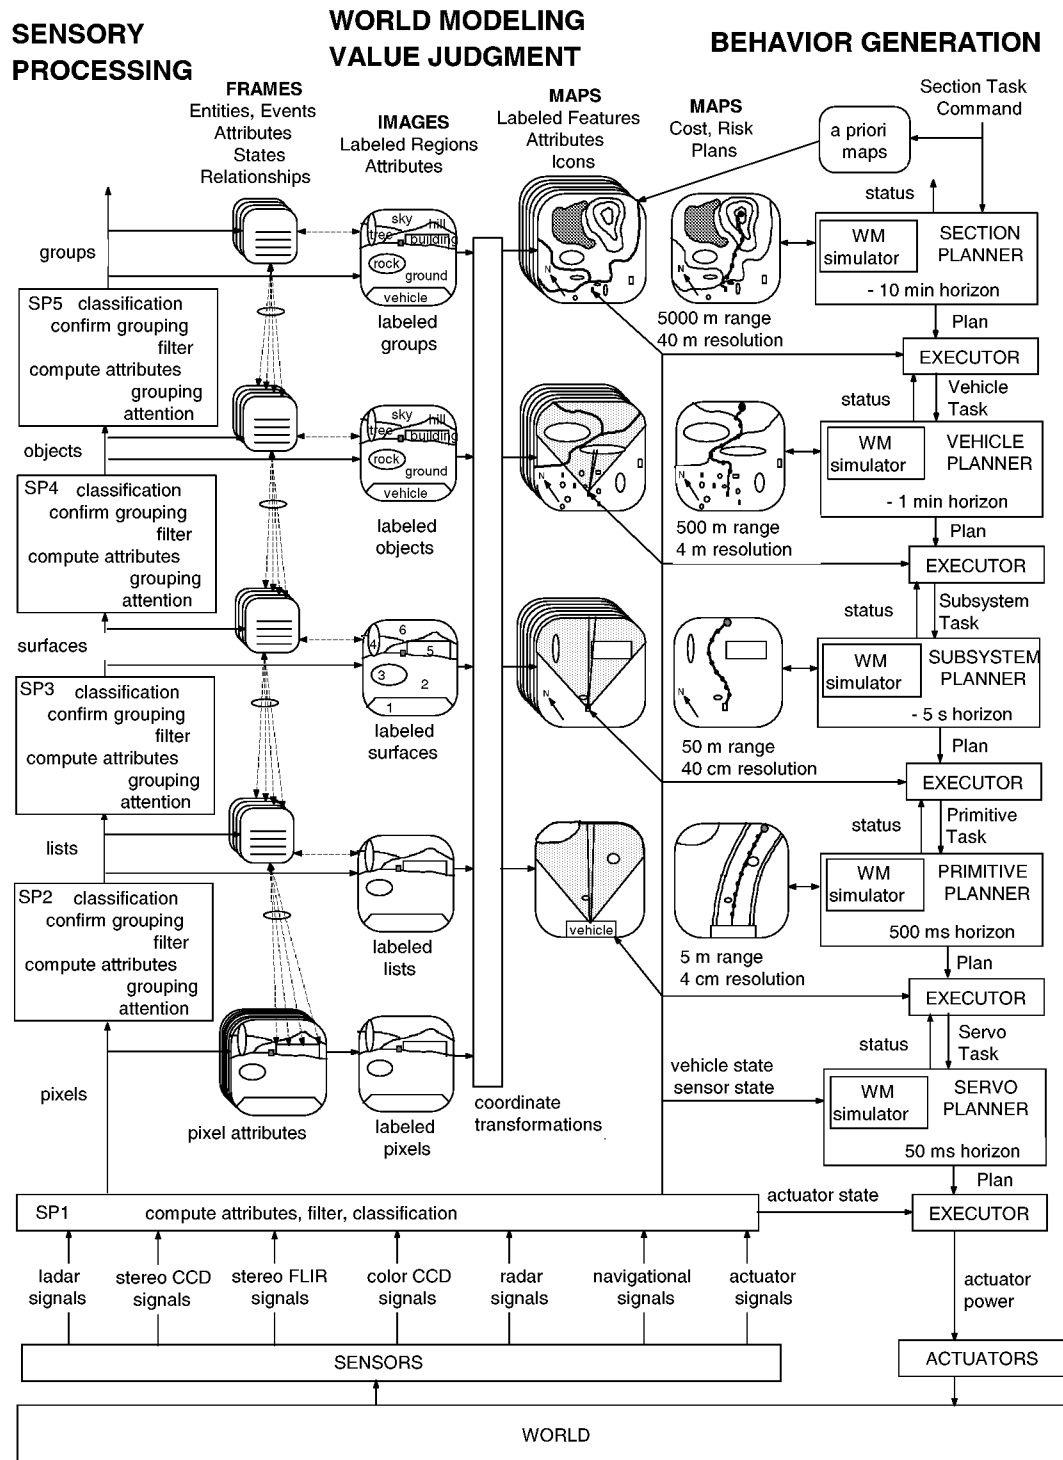 SENSORY
PROCESSING
WORLD MODELING
VALUE JUDGMENT
BEHAVIOR GENERATION
FRAMES
Entities, Events
Attributes
States
Relationships
IMAGES
Labeled Regions
Attributes
MAPS
Labeled Features
Attributes
Icons
MAPS
Cost, Risk
Plans
Section Task
Command
a priori
maps
status
groups
sky
hill
tree
building
rock
ground
vehicle
labeled
groups
N
N
5000 m range
40 m resolution
WM
simulator
SECTION
PLANNER
- 10 min horizon
Plan
EXECUTOR
SP5 classification
confirm grouping
filter
compute attributes
grouping
attention
status
Vehicle
Task
objects
sky
hill
tree
building
rock
ground
vehicle
labeled
objects
N
N
500 m range
4 m resolution
WM
simulator
VEHICLE
PLANNER
- 1 min horizon
Plan
EXECUTOR
SP4 classification
confirm grouping
filter
compute attributes
grouping
attention
status
Subsystem
Task
surfaces
6
4
5
3
2
1
labeled
surfaces
N
N
50 m range
40 cm resolution
WM
simulator
SUBSYSTEM
PLANNER
- 5 s horizon
Plan
EXECUTOR
SP3 classification
confirm grouping
filter
compute attributes
grouping
attention
status
Primitive
Task
lists
labeled
lists
vehicle
5 m range
4 cm resolution
WM
simulator
PRIMITIVE
PLANNER
500 ms horizon
Plan
EXECUTOR
SP2 classification
confirm grouping
filter
compute attributes
grouping
attention
status
Servo
Task
pixels
pixel attributes
labeled
pixels
coordinate
transformations
vehicle state
sensor state
WM
simulator
SERVO
PLANNER
50 ms horizon
Plan
SP1 compute attributes, filter, classification
actuator state
EXECUTOR
ladar
signals
stereo CCD
signals
stereo FLIR
signals
color CCD
signals
radar
signals
navigational
signals
actuator
signals
actuator
power
SENSORS
ACTUATORS
WORLD